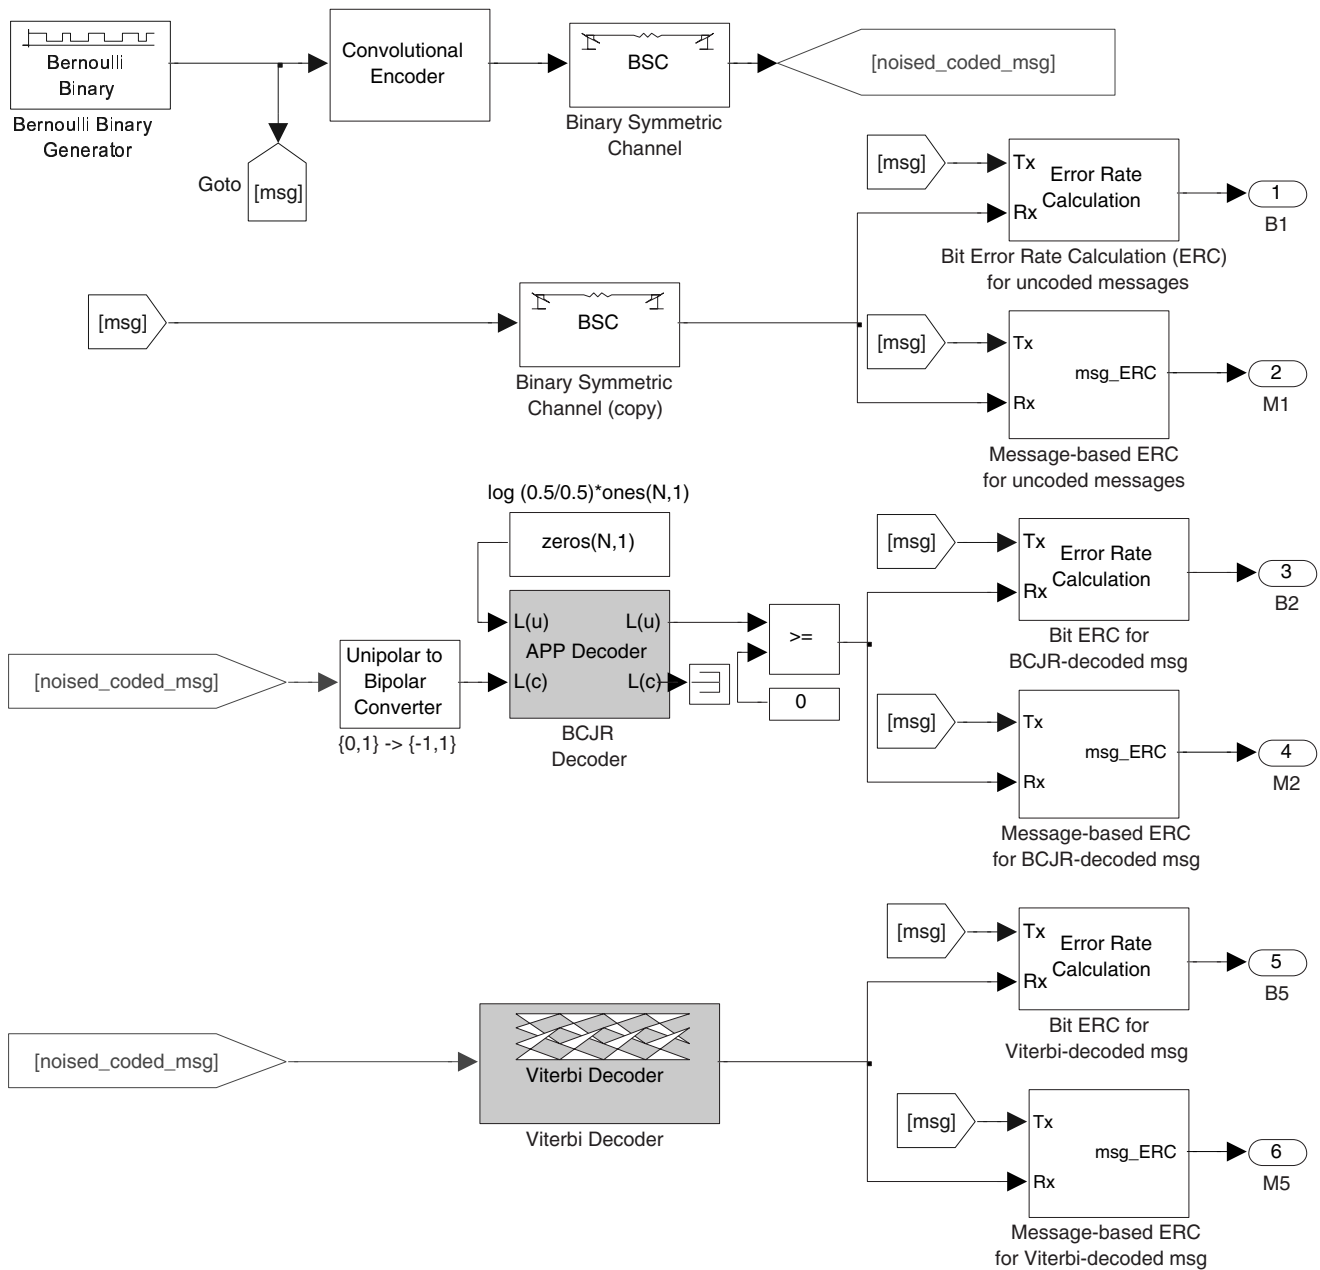 Bernoulli
Binary
Bernoulli Binary
Generator
Convolutional
Encoder
BSC
Binary Symmetric
Channel
[noised_coded_msg]
Goto
[msg]
[msg]
Tx
Rx
Error Rate
Calculation
1
B1
Bit Error Rate Calculation (ERC)
for uncoded messages
[msg]
BSC
Binary Symmetric
Channel (copy)
[msg]
Tx
Rx
msg_ERC
2
M1
Message-based ERC
for uncoded messages
log (0.5/0.5)*ones(N,1)
zeros(N,1)
[noised_coded_msg]
Unipolar to
Bipolar
Converter
{0,1} -> {-1,1}
L(u) L(u)
APP Decoder
L(c) L(c)
BCJR
Decoder
>=
0
[msg]
Tx
Rx
Error Rate
Calculation
3
B2
Bit ERC for
BCJR-decoded msg
[msg]
Tx
Rx
msg_ERC
4
M2
Message-based ERC
for BCJR-decoded msg
[noised_coded_msg]
Viterbi Decoder
Viterbi Decoder
[msg]
Tx
Rx
Error Rate
Calculation
5
B5
Bit ERC for
Viterbi-decoded msg
[msg]
Tx
Rx
msg_ERC
6
M5
Message-based ERC
for Viterbi-decoded msg